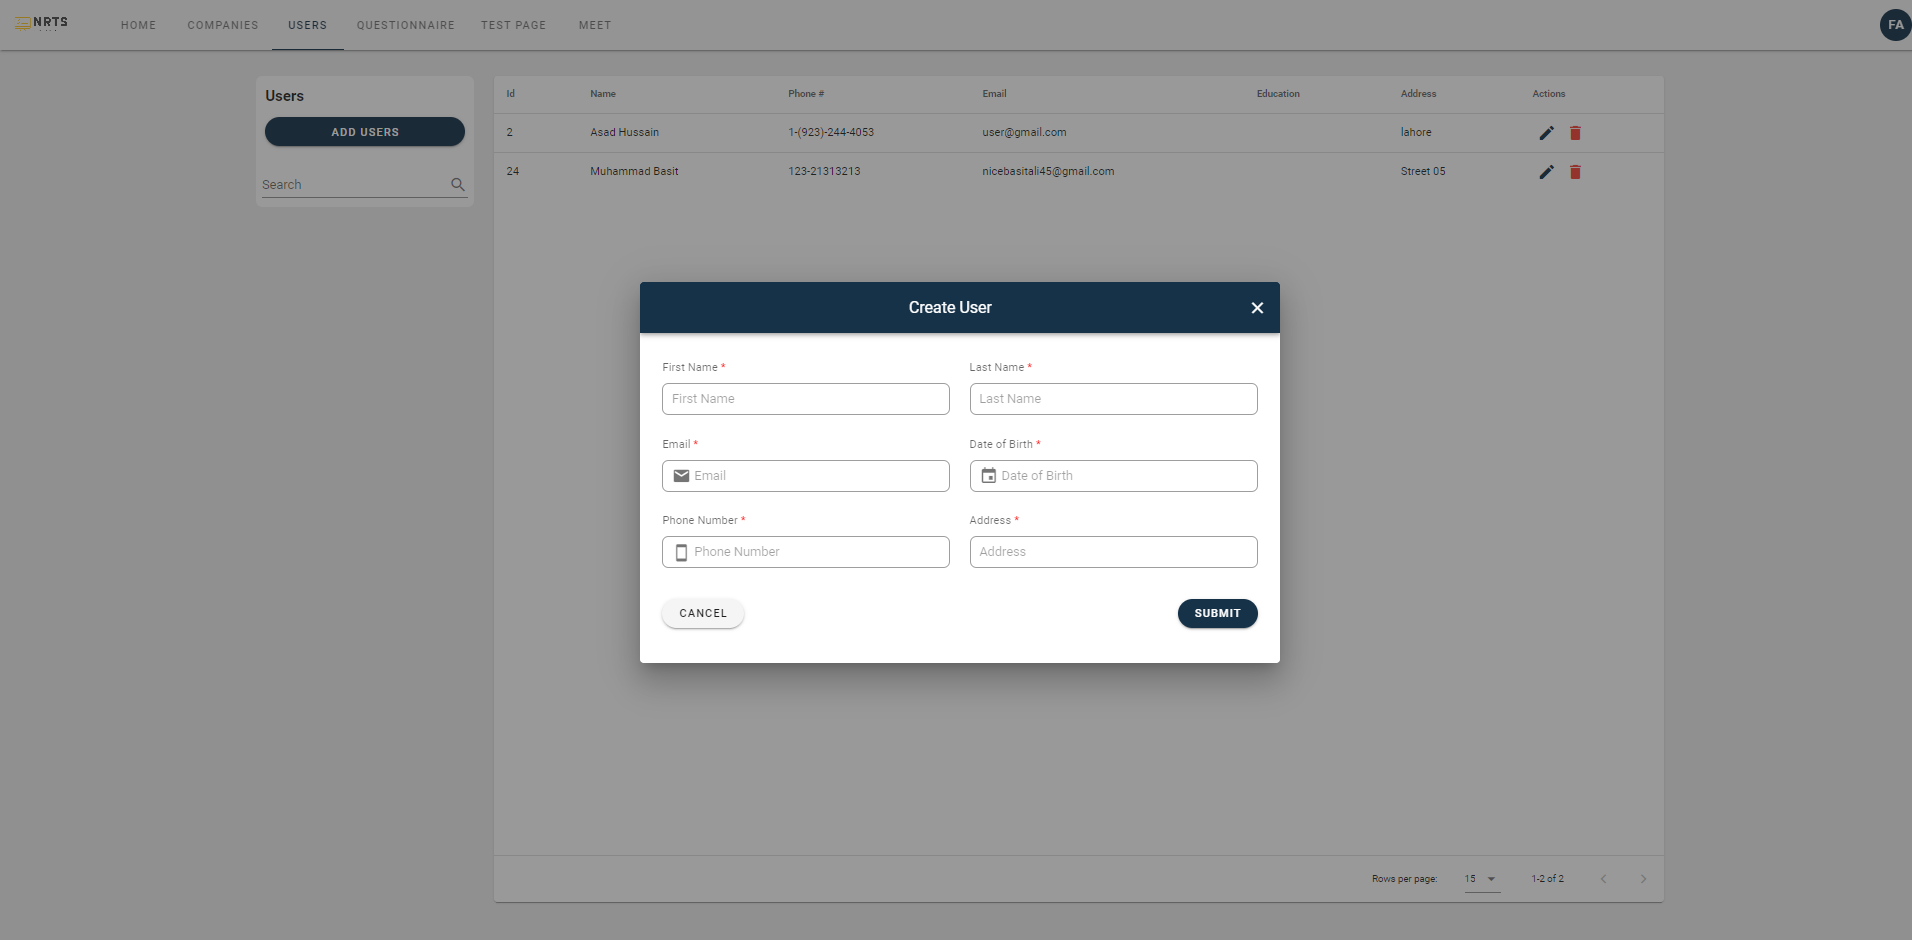 NRTS
HOME COMPANIES USERS QUESTIONNAIRE TEST PAGE MEET
FA
Users
ADD USERS
Search
Id Name Phone # Email Education Address Actions
2 Asad Hussain 1-(923)-244-4053 user@gmail.com lahore
24 Muhammad Basit 123-21313213 nicebasitali45@gmail.com Street 05
Create User
First Name * Last Name *
First Name Last Name
Email * Date of Birth *
Email Date of Birth
Phone Number * Address *
Phone Number Address
CANCEL SUBMIT
Rows per page: 15 1-2 of 2